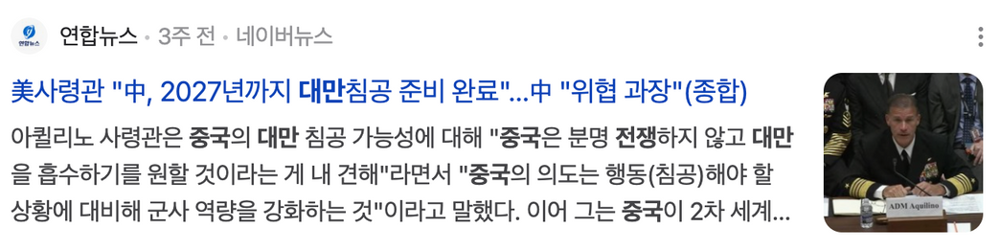 연합뉴스
연합뉴스 · 3주 전 · 네이버뉴스
美사령관 "中, 2027년까지 대만침공 준비 완료"…中 "위협 과장"(종합)
아퀼리노 사령관은 중국의 대만 침공 가능성에 대해 "중국은 분명 전쟁하지 않고 대만
을 흡수하기를 원할 것이라는 게 내 견해"라면서 "중국의 의도는 행동(침공)해야 할
상황에 대비해 군사 역량을 강화하는 것"이라고 말했다. 이어 그는 중국이 2차 세계...
ADM Aquilino